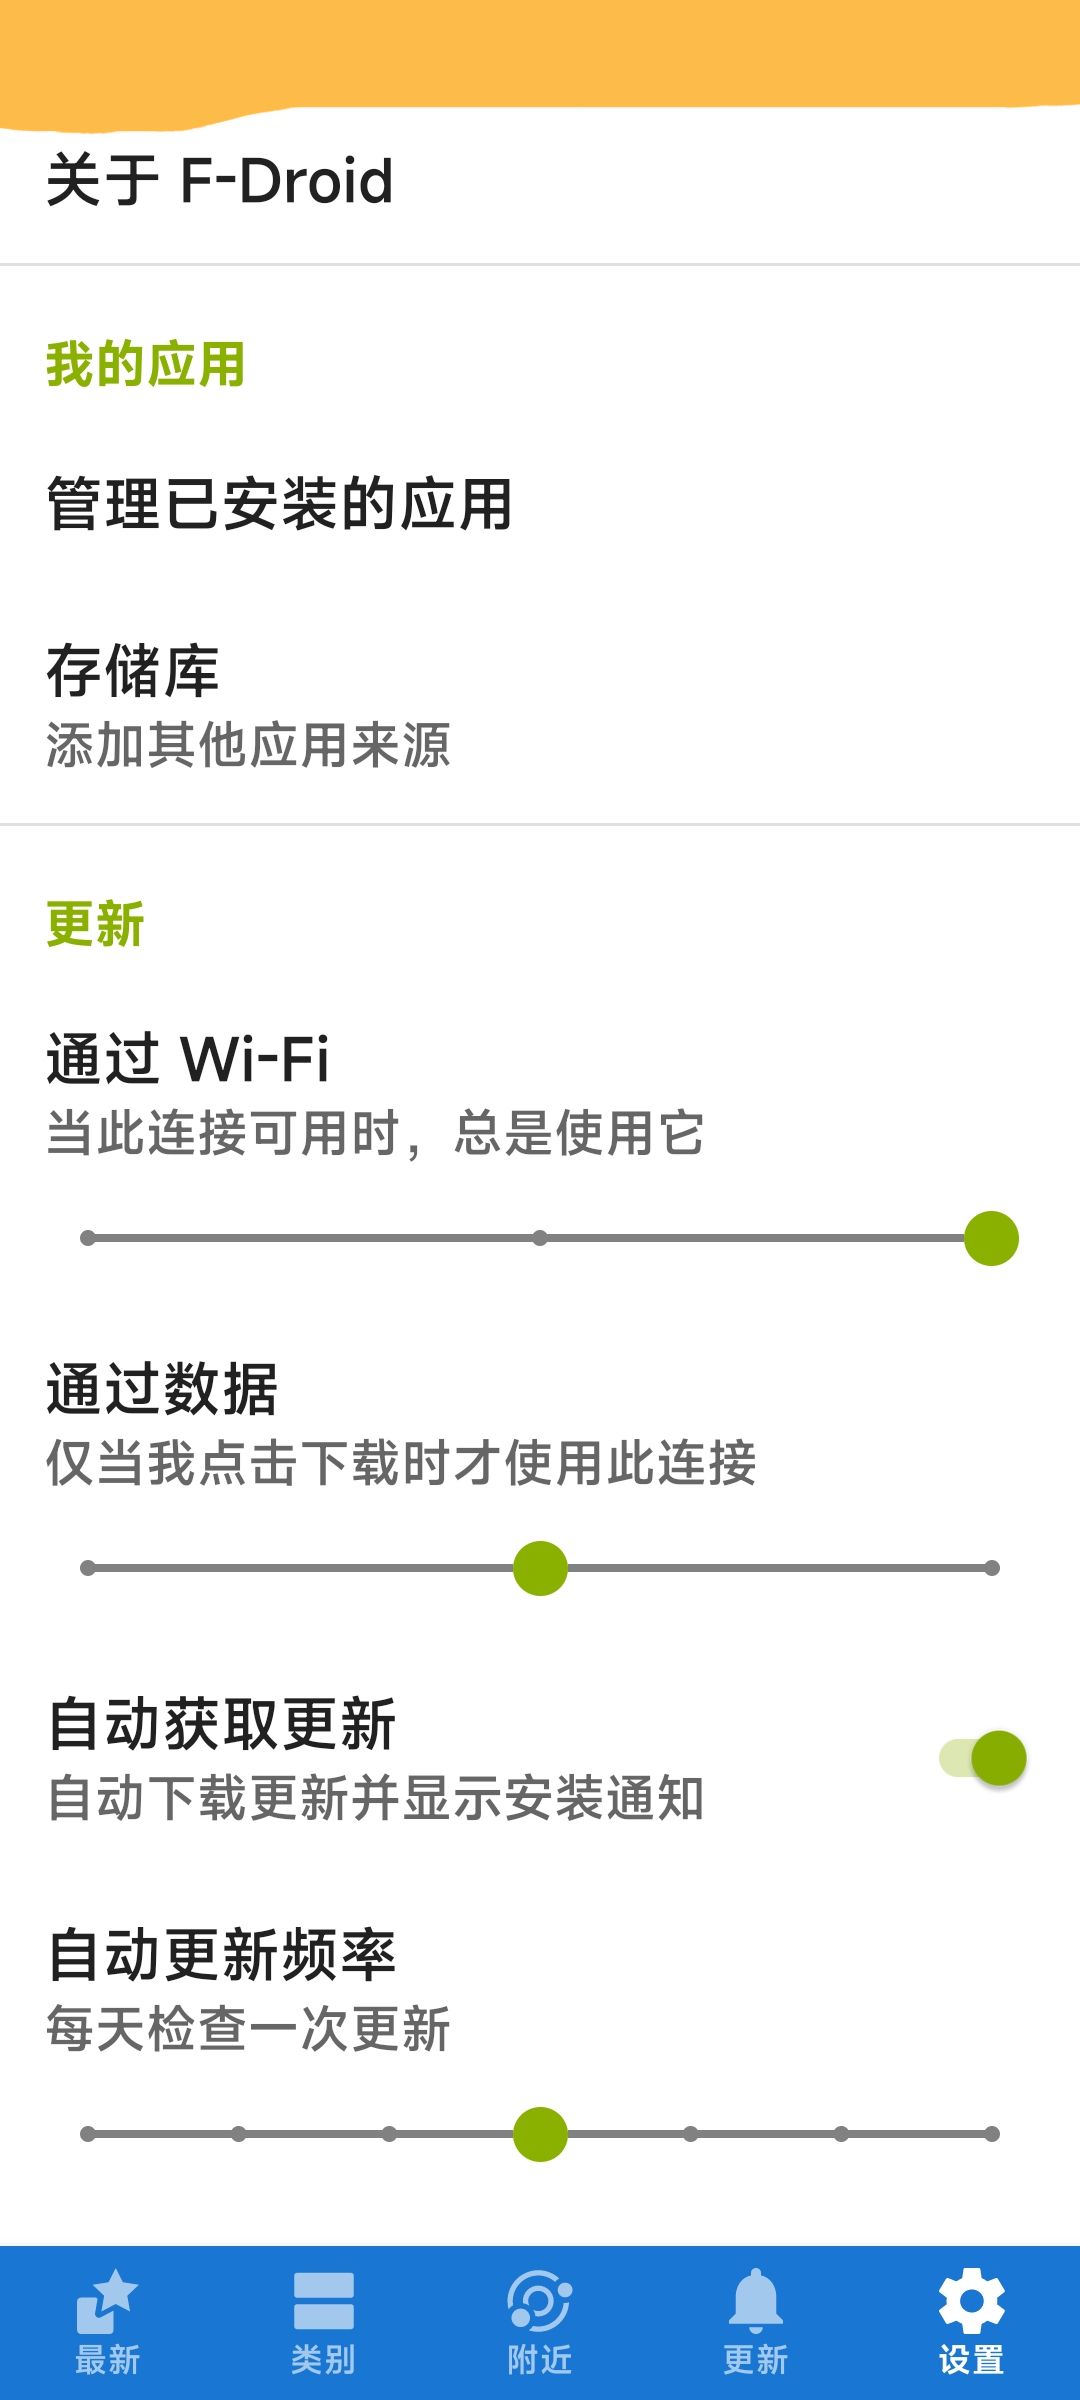 关于 F-Droid
我的应用
管理已安装的应用
存储库
添加其他应用来源
更新
通过 Wi-Fi
当此连接可用时，总是使用它
通过数据
仅当我点击下载时才使用此连接
自动获取更新
自动下载更新并显示安装通知
自动更新频率
每天检查一次更新
最新 类别 附近 更新 设置